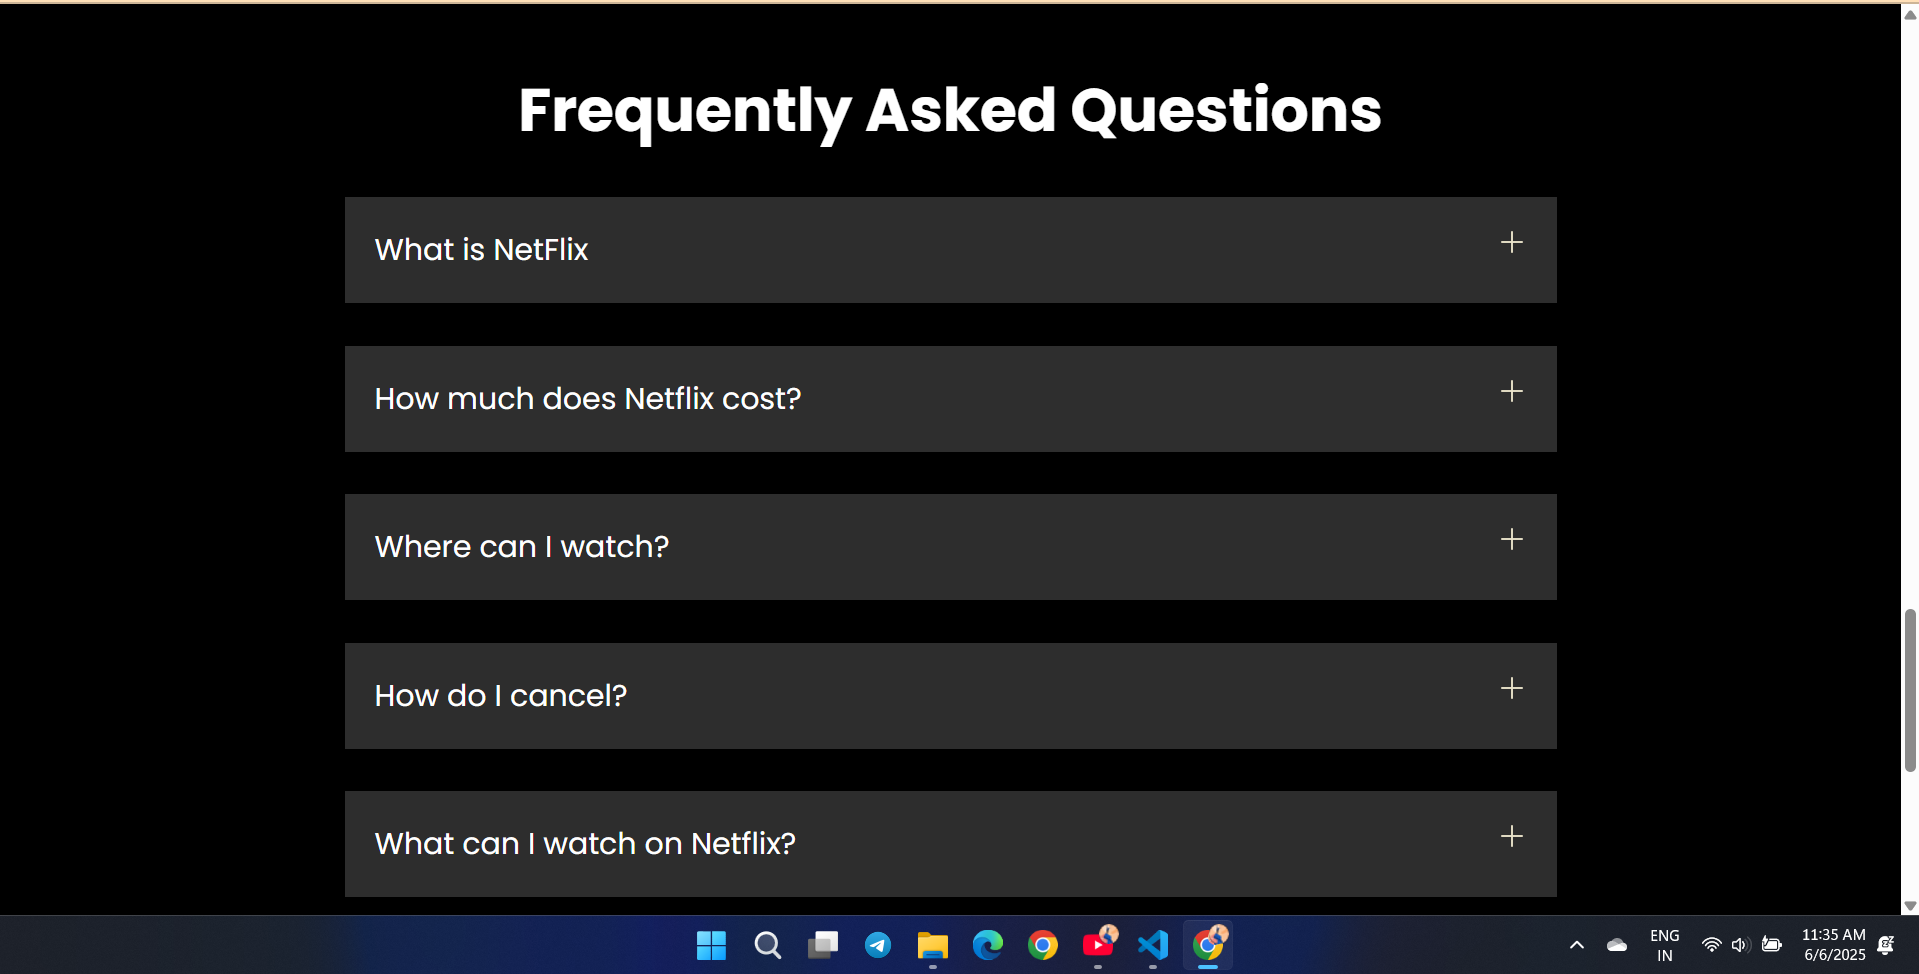 Frequently Asked Questions
What is NetFlix
How much does Netflix cost?
Where can I watch?
How do I cancel?
What can I watch on Netflix?
ENG
IN
11:35 AM
6/6/2025